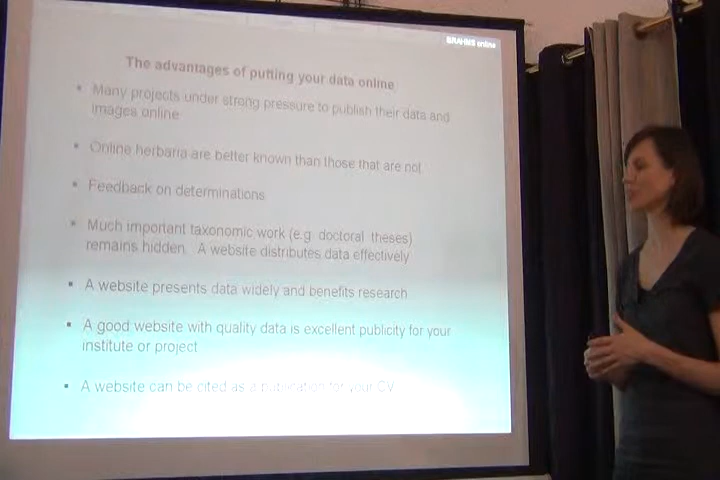 BRAHMS online
The advantages of putting your data online
▪ Many projects under strong pressure to publish their data and
images online
▪ Online herbaria are better known than those that are not
▪ Feedback on determinations
▪ Much important taxonomic work (e.g. doctoral theses)
remains hidden. A website distributes data effectively
▪ A website presents data widely and benefits research
▪ A good website with quality data is excellent publicity for your
institute or project
▪ A website can be cited as a publication for your CV